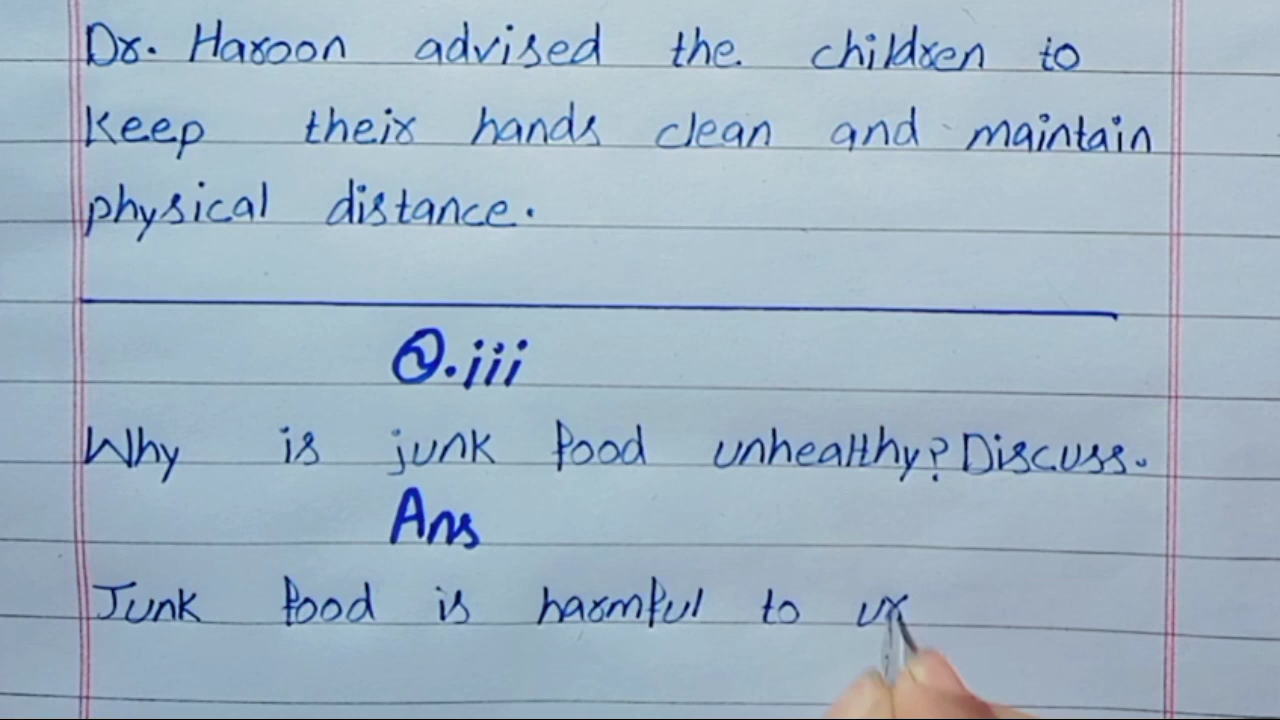 Dr. Haroon advised the children to
Keep their hands clean and maintain
physical distance.
Q.iii
Why is junk food unhealthy? Discuss.
Ans
Junk food is harmful to